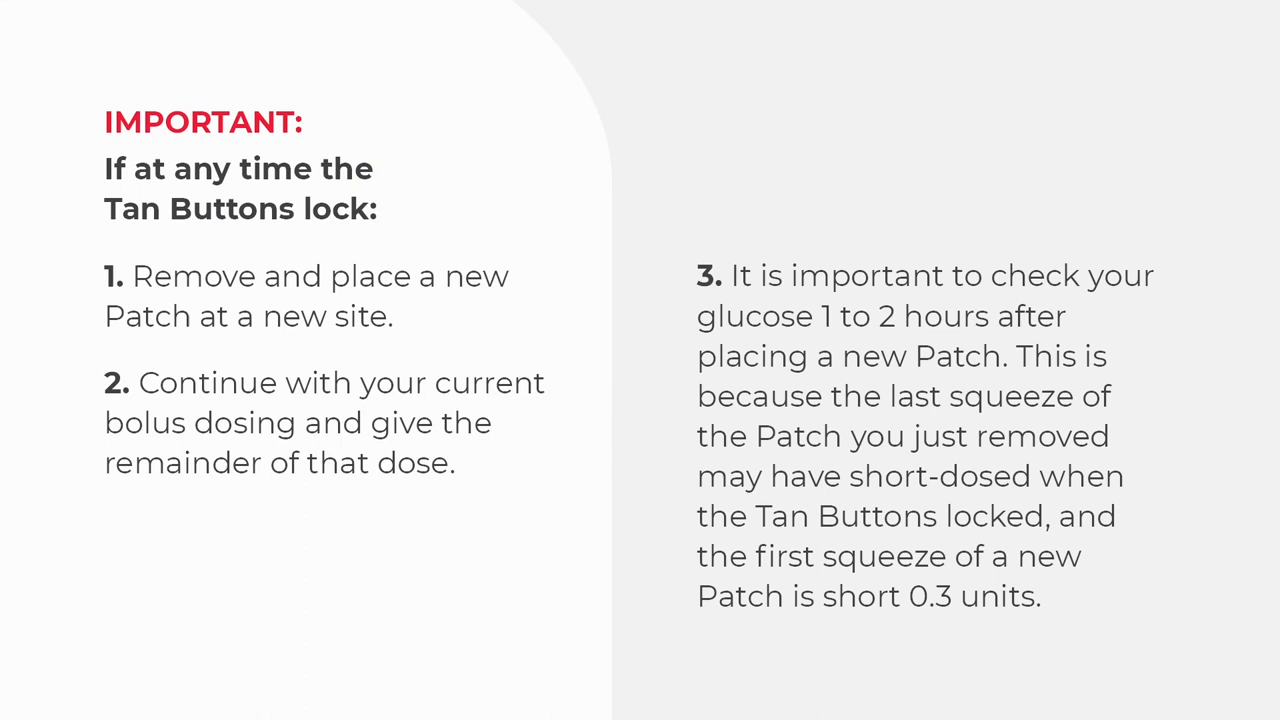 IMPORTANT:
If at any time the
Tan Buttons lock:
1. Remove and place a new
Patch at a new site.
2. Continue with your current
bolus dosing and give the
remainder of that dose.
3. It is important to check your
glucose 1 to 2 hours after
placing a new Patch. This is
because the last squeeze of
the Patch you just removed
may have short-dosed when
the Tan Buttons locked, and
the first squeeze of a new
Patch is short 0.3 units.